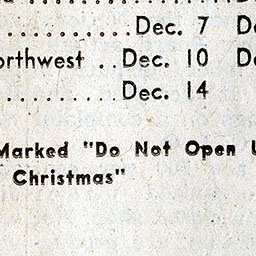 Dec. 7
orthwest ..Dec. 10
Dec. 14
Marked "Do Not Open
Christmas"